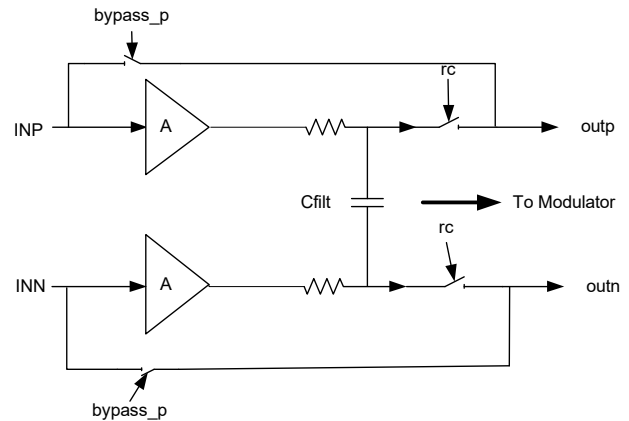 bypass_p
rc
INP
A
outp
Cfilt
To Modulator
rc
INN
A
outn
bypass_p